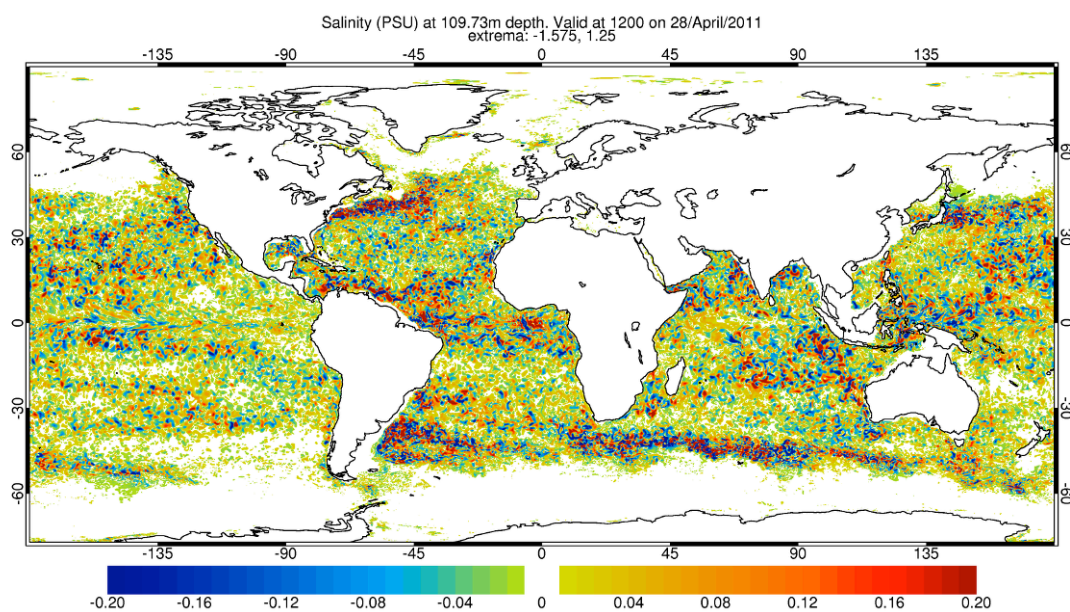 Salinity (PSU) at 109.73m depth. Valid at 1200 on 28/April/2011
extrema: -1.575, 1.25
-135 -90 -45 0 45 90 135
60 60
30 30
0 0
-30 -30
-60 -60
-135 -90 -45 0 45 90 135
-0.20 -0.16 -0.12 -0.08 -0.04 0 0.04 0.08 0.12 0.16 0.20